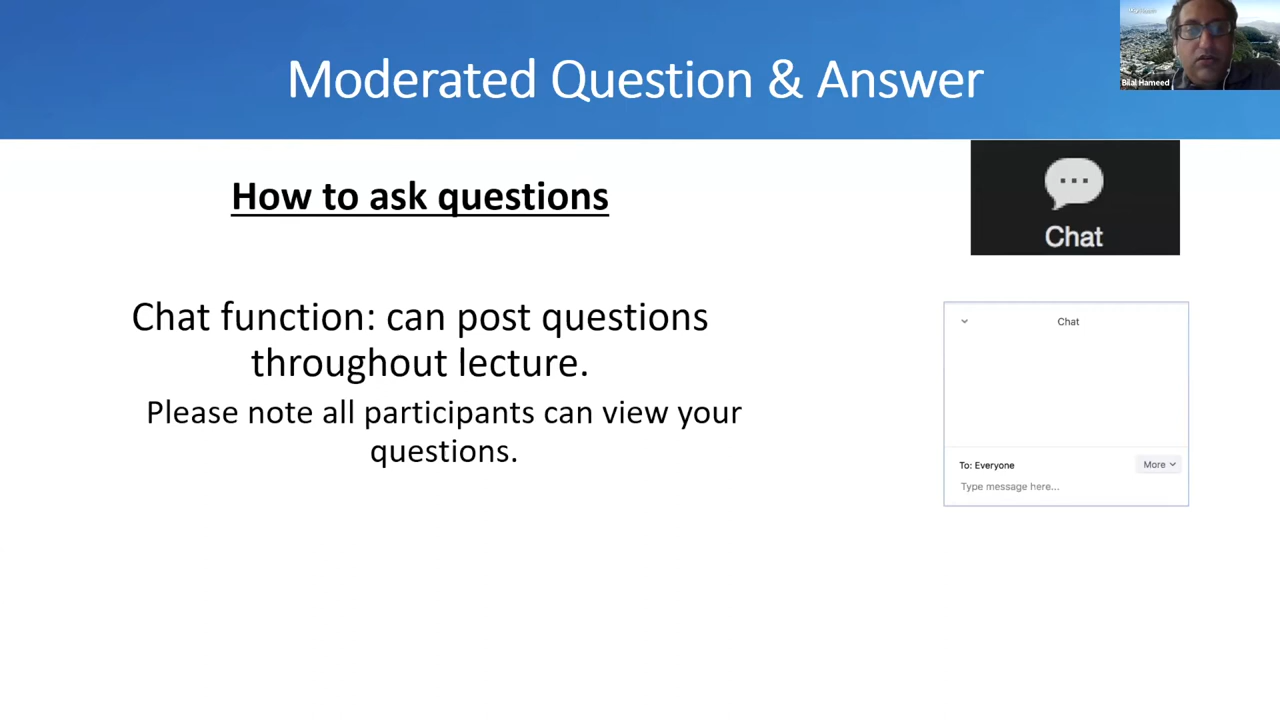 Moderated Question & Answer
Bilal Hameed
How to ask questions
Chat
Chat function: can post questions
throughout lecture.
Please note all participants can view your
questions.
Chat
To: Everyone
More
Type message here...